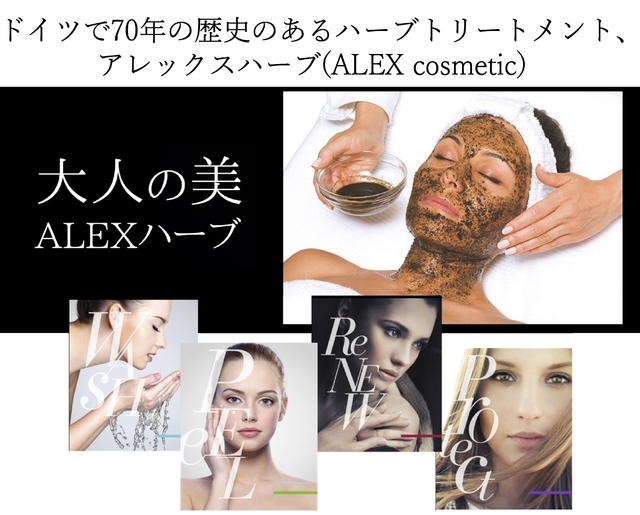 ドイツで70年の歴史のあるハーブトリートメント、
アレックスハーブ(ALEX cosmetic)
大人の美
ALEXハーブ
WASH
PEEL
ReNEW
Protect